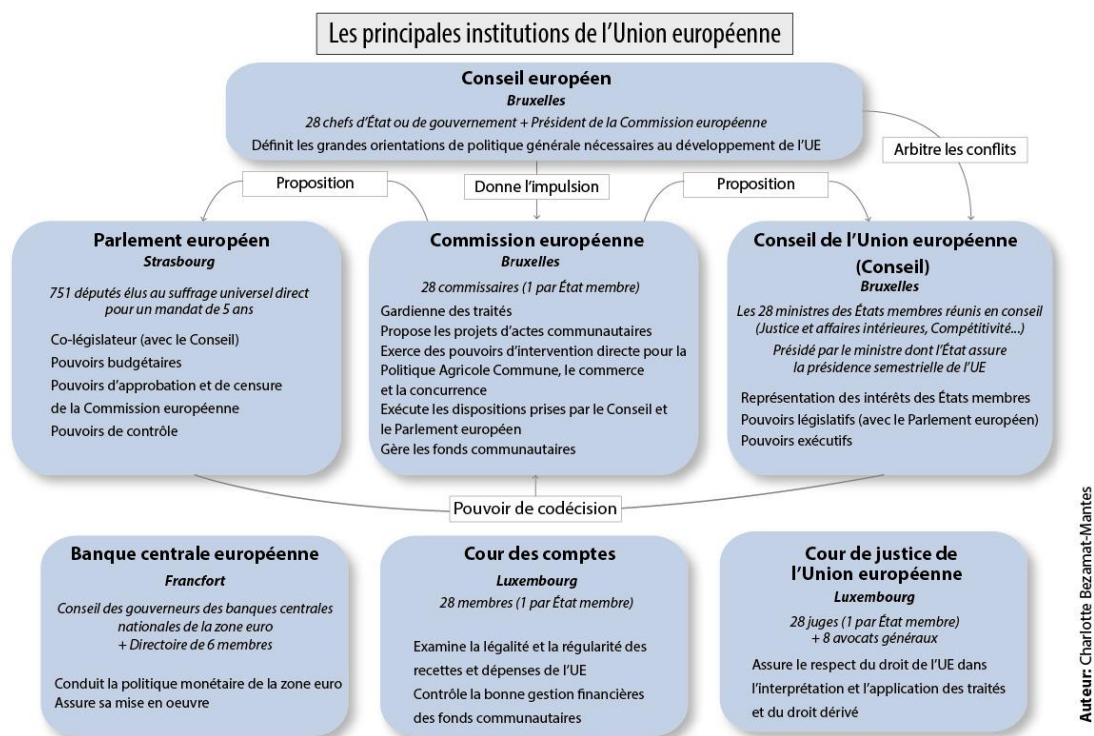 Les principales institutions de l'Union européenne
Conseil européen
Bruxelles
28 chefs d'État ou de gouvernement + Président de la Commission européenne
Définit les grandes orientations de politique générale nécessaires au développement de l'UE
Arbitre les conflits
Proposition
Donne l'impulsion
Proposition
Parlement européen
Strasbourg
751 députés élus au suffrage universel direct
pour un mandat de 5 ans
Co-législateur (avec le Conseil)
Pouvoirs budgétaires
Pouvoirs d'approbation et de censure
de la Commission européenne
Pouvoirs de contrôle
Commission européenne
Bruxelles
28 commissaires (1 par État membre)
Gardienne des traités
Propose les projets d'actes communautaires
Exerce des pouvoirs d'intervention directe pour la
Politique Agricole Commune, le commerce
et la concurrence
Exécute les dispositions prises par le Conseil et
le Parlement européen
Gère les fonds communautaires
Conseil de l'Union européenne
(Conseil)
Bruxelles
Les 28 ministres des États membres réunis en conseil
(Justice et affaires intérieures, Compétitivité...)
Présidé par le ministre dont l'État assure
la présidence semestrielle de l'UE
Représentation des intérêts des États membres
Pouvoirs législatifs (avec le Parlement européen)
Pouvoirs exécutifs
Pouvoir de codécision
Banque centrale européenne
Francfort
Conseil des gouverneurs des banques centrales
nationales de la zone euro
+ Directoire de 6 membres
Conduit la politique monétaire de la zone euro
Assure sa mise en oeuvre
Cour des comptes
Luxembourg
28 membres (1 par État membre)
Examine la légalité et la régularité des
recettes et dépenses de l'UE
Contrôle la bonne gestion financières
des fonds communautaires
Cour de justice de
l'Union européenne
Luxembourg
28 juges (1 par État membre)
+ 8 avocats généraux
Assure le respect du droit de l'UE dans
l'interprétation et l'application des traités
et du droit dérivé
Auteur: Charlotte Bezamat-Mantes